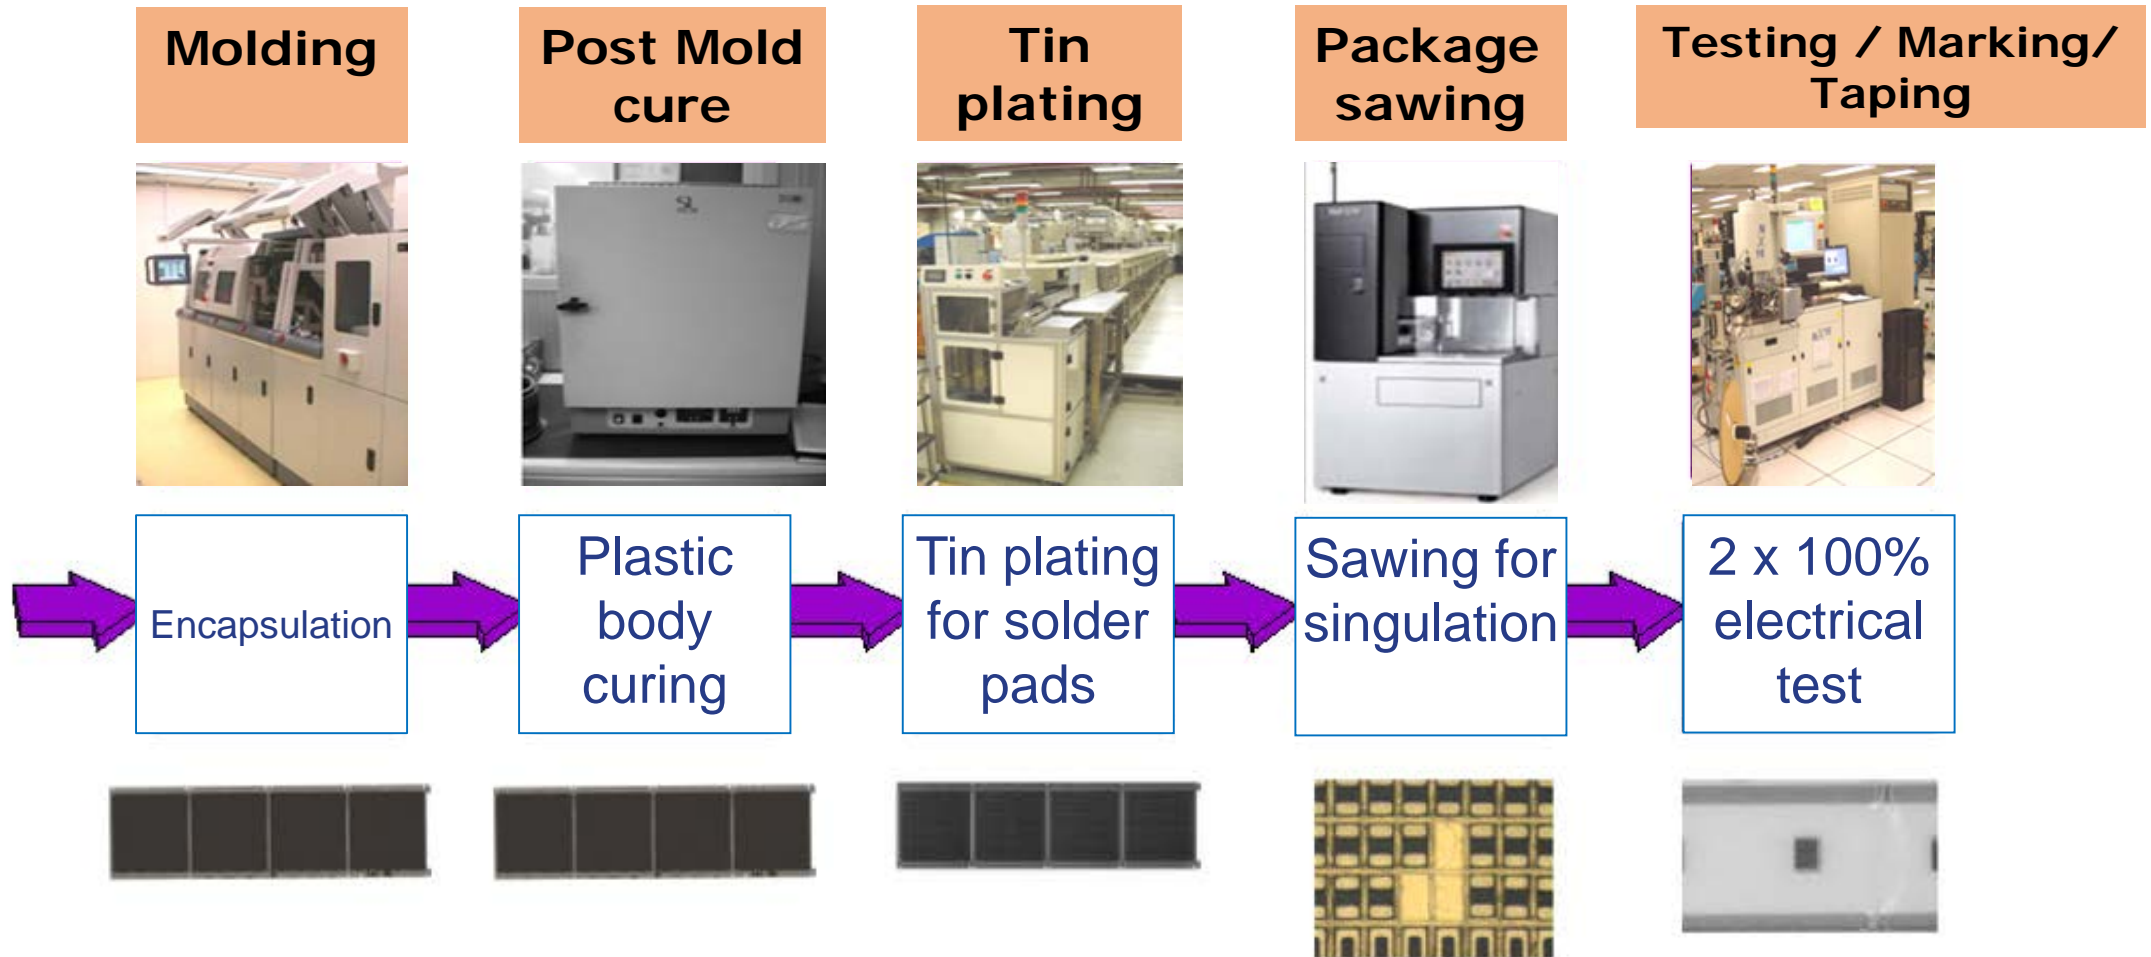 Molding
Post Mold
cure
Tin
plating
Package
sawing
Testing / Marking/
Taping
Encapsulation
Plastic
body
curing
Tin plating
for solder
pads
Sawing for
singulation
2 x 100%
electrical
test